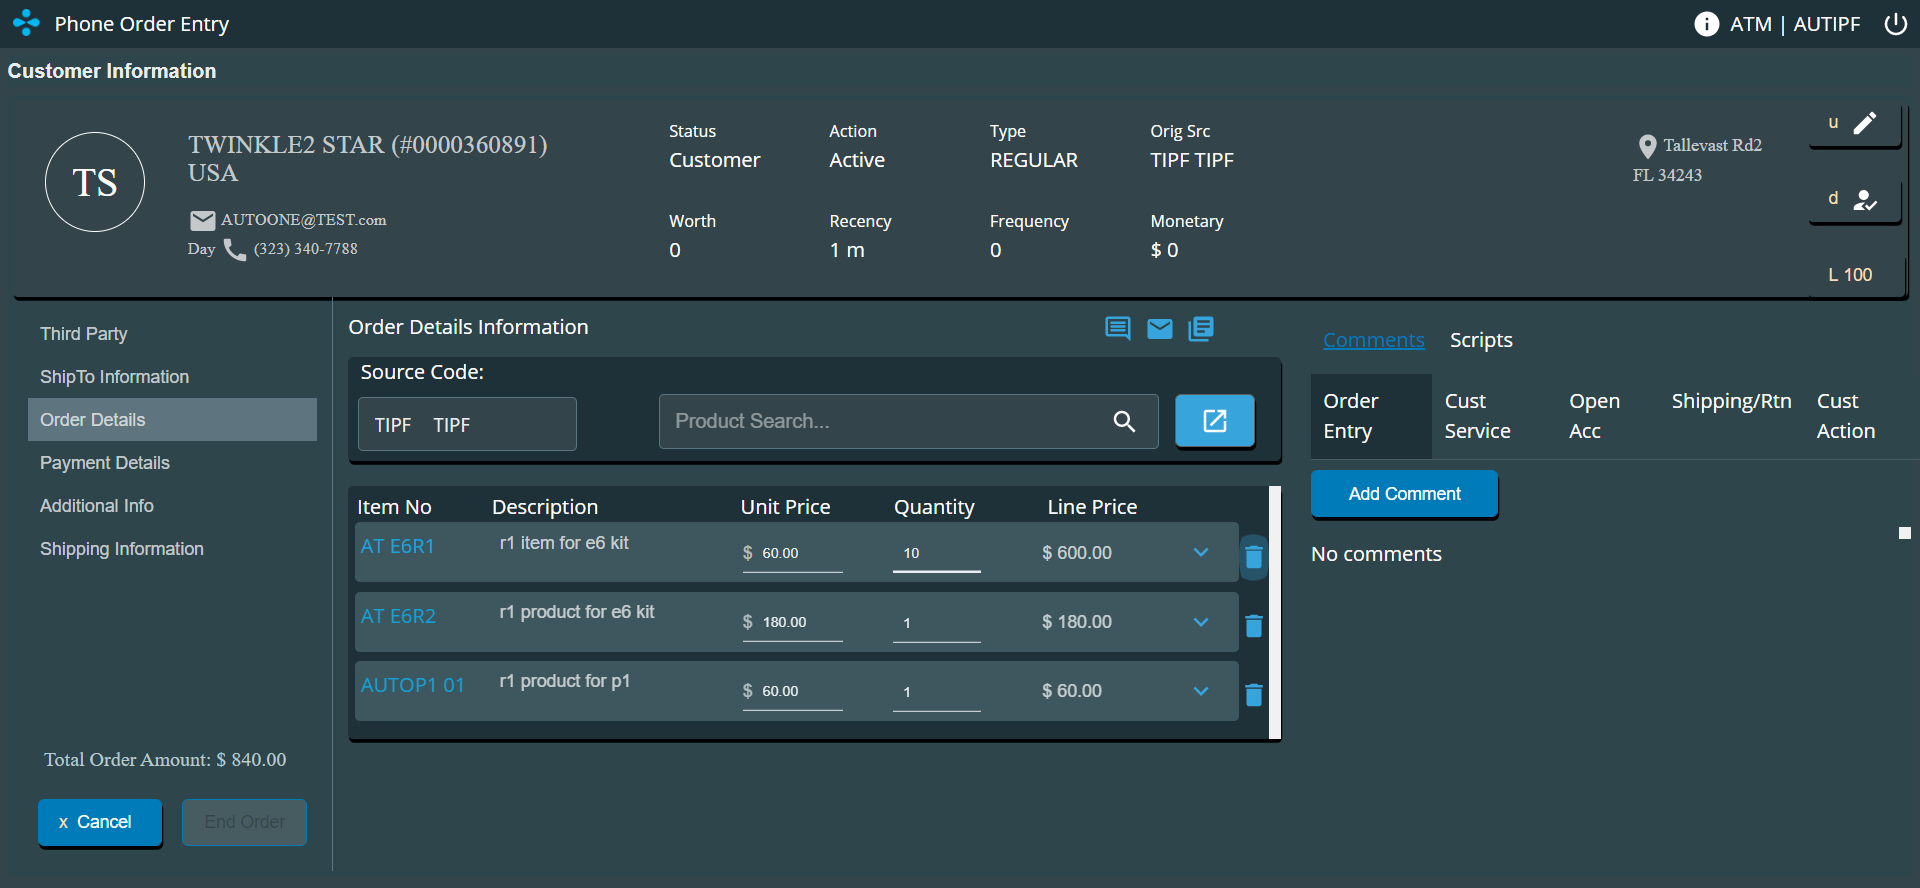 Phone Order Entry
ATM | AUTIPF
Customer Information
TS
TWINKLE2 STAR (#0000360891)
USA
AUTOONE@TEST.com
Day (323) 340-7788
Status
Customer
Action
Active
Type
REGULAR
Orig Src
TIPF TIPF
Worth
0
Recency
1 m
Frequency
0
Monetary
$ 0
Tallevast Rd2
FL 34243
u
d
L 100
Third Party
ShipTo Information
Order Details
Payment Details
Additional Info
Shipping Information
Total Order Amount: $ 840.00
x Cancel
End Order
Order Details Information
Source Code:
TIPF TIPF
Product Search...
Item No Description Unit Price Quantity Line Price
AT E6R1 r1 item for e6 kit $ 60.00 10 $ 600.00
AT E6R2 r1 product for e6 kit $ 180.00 1 $ 180.00
AUTOP1 01 r1 product for p1 $ 60.00 1 $ 60.00
Comments Scripts
Order
Entry
Cust
Service
Open
Acc
Shipping/Rtn
Cust
Action
Add Comment
No comments